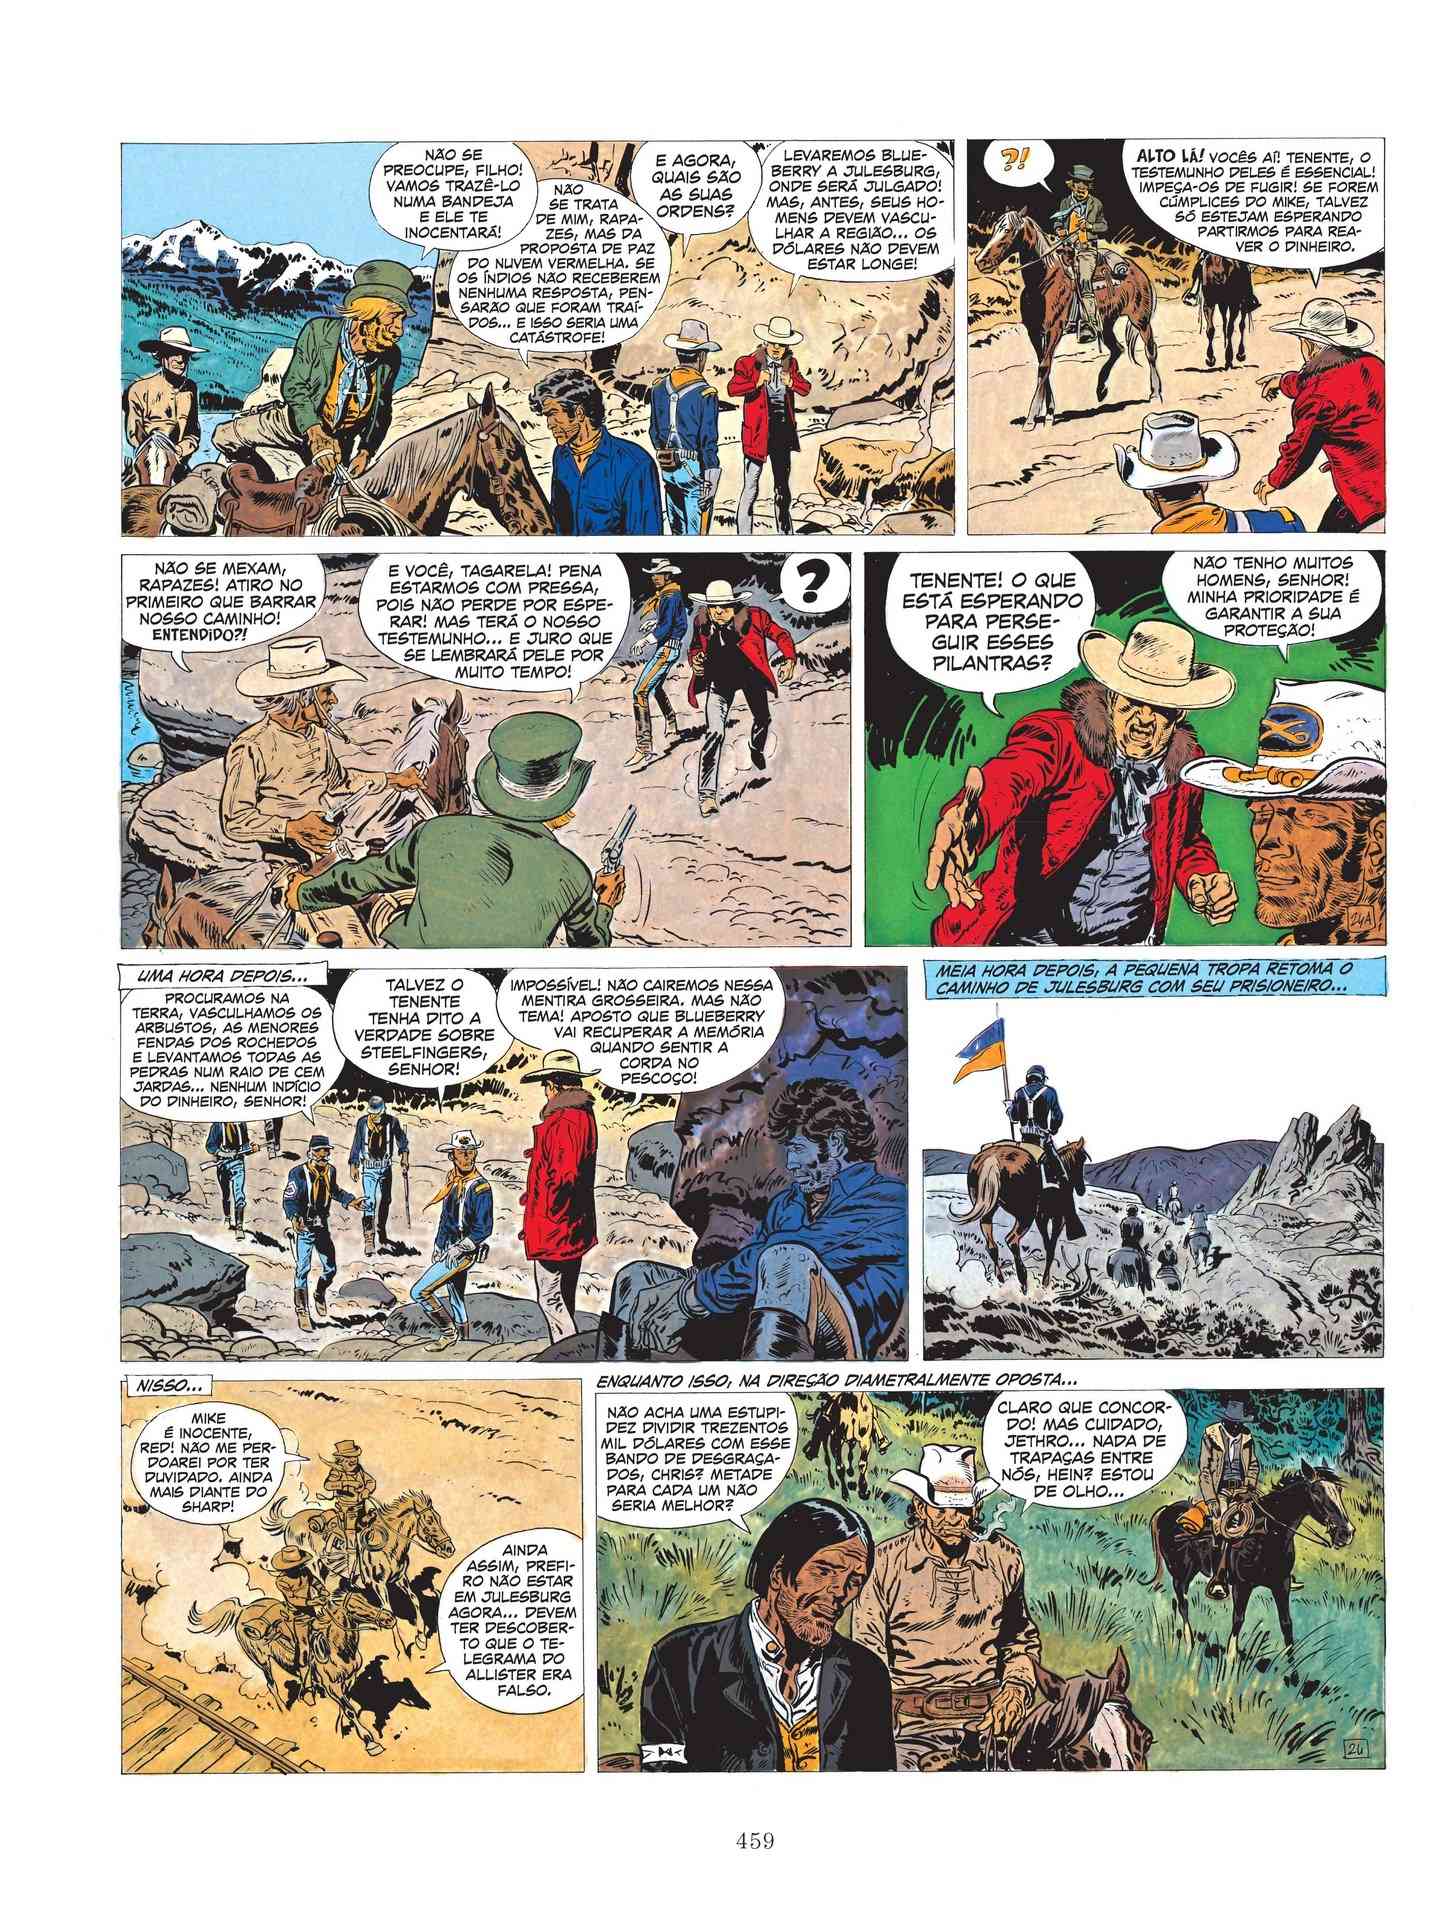 NÃO SE
PREOCUPE, FILHO!
VAMOS TRAZÊ-LO
NUMA BANDEJA
E ELE TE
INOCENTARÁ!
NÃO
SE TRATA
DE MIM, RAPA-
ZES, MAS DA
PROPOSTA DE PAZ
DO NUVEM VERMELHA. SE
OS ÍNDIOS NÃO RECEBEREM
NENHUMA RESPOSTA, PEN-
SARÃO QUE FORAM TRAÍ-
DOS... E ISSO SERIA UMA
CATÁSTROFE!
E AGORA,
QUAIS SÃO
AS SUAS
ORDENS?
LEVAREMOS BLUE-
BERRY A JULESBURG,
ONDE SERÁ JULGADO!
MAS, ANTES, SEUS HO-
MENS DEVEM VASCU-
LHAR A REGIÃO... OS
DÓLARES NÃO DEVEM
ESTAR LONGE!
?!
ALTO LÁ! VOCÊS AÍ! TENENTE, O
TESTEMUNHO DELES É ESSENCIAL!
IMPEÇA-OS DE FUGIR! SE FOREM
CÚMPLICES DO MIKE, TALVEZ
SÓ ESTEJAM ESPERANDO
PARTIRMOS PARA REA-
VER O DINHEIRO.
NÃO SE MEXAM,
RAPAZES! ATIRO NO
PRIMEIRO QUE BARRAR
NOSSO CAMINHO!
ENTENDIDO?!
E VOCÊ, TAGARELA! PENA
ESTARMOS COM PRESSA,
POIS NÃO PERDE POR ESPE-
RAR! MAS TERÁ O NOSSO
TESTEMUNHO... E JURO QUE
SE LEMBRARÁ DELE POR
MUITO TEMPO!
?
TENENTE! O QUE
ESTÁ ESPERANDO
PARA PERSE-
GUIR ESSES
PILANTRAS?
NÃO TENHO MUITOS
HOMENS, SENHOR!
MINHA PRIORIDADE É
GARANTIR A SUA
PROTEÇÃO!
24A
UMA HORA DEPOIS...
PROCURAMOS NA
TERRA, VASCULHAMOS OS
ARBUSTOS, AS MENORES
FENDAS DOS ROCHEDOS
E LEVANTAMOS TODAS AS
PEDRAS NUM RAIO DE CEM
JARDAS... NENHUM INDÍCIO
DO DINHEIRO, SENHOR!
TALVEZ O
TENENTE
TENHA DITO A
VERDADE SOBRE
STEELFINGERS,
SENHOR!
IMPOSSÍVEL! NÃO CAIREMOS NESSA
MENTIRA GROSSEIRA. MAS NÃO
TEMA! APOSTO QUE BLUEBERRY
VAI RECUPERAR A MEMÓRIA
QUANDO SENTIR A
CORDA NO
PESCOÇO!
MEIA HORA DEPOIS, A PEQUENA TROPA RETOMA O
CAMINHO DE JULESBURG COM SEU PRISIONEIRO...
NISSO...
MIKE
É INOCENTE,
RED! NÃO ME PER-
DOAREI POR TER
DUVIDADO. AINDA
MAIS DIANTE DO
SHARP!
AINDA
ASSIM, PREFI-
RO NÃO ESTAR
EM JULESBURG
AGORA... DEVEM
TER DESCOBER-
TO QUE O TE-
LEGRAMA DO
ALLISTER ERA
FALSO.
ENQUANTO ISSO, NA DIREÇÃO DIAMETRALMENTE OPOSTA...
NÃO ACHA UMA ESTUPI-
DEZ DIVIDIR TREZENTOS
MIL DÓLARES COM ESSE
BANDO DE DESGRAÇA-
DOS, CHRIS? METADE
PARA CADA UM NÃO
SERIA MELHOR?
CLARO QUE CONCOR-
DO! MAS CUIDADO,
JETHRO... NADA DE
TRAPAÇAS ENTRE
NÓS, HEIN? ESTOU
DE OLHO...
24
459